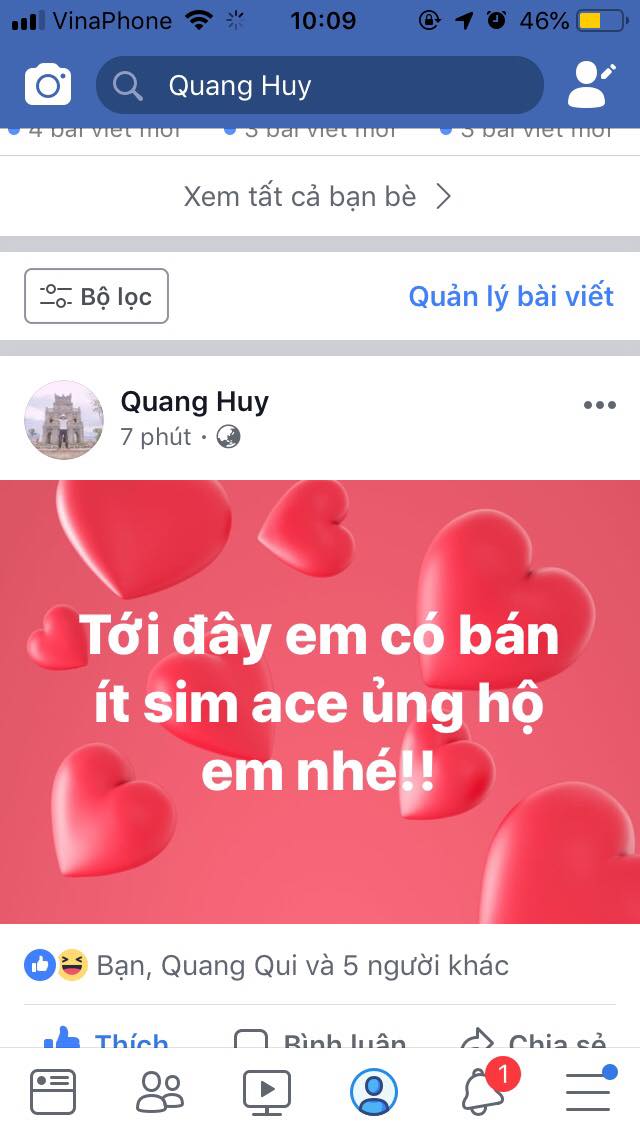 VinaPhone 10:09 46%
Quang Huy
4 bài viết mới 3 bài viết mới 3 bài viết mới
Xem tất cả bạn bè
Bộ lọc Quản lý bài viết
Quang Huy
7 phút ·
Tới đây em có bán
ít sim ace ủng hộ
em nhé!!
Bạn, Quang Qui và 5 người khác
Thích Bình luận Chia sẻ
1